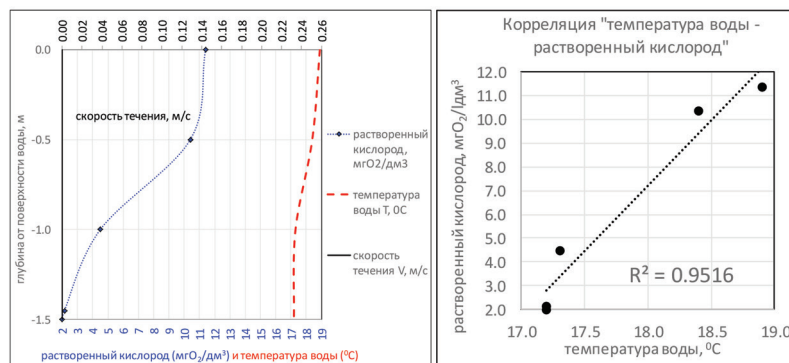 0.00 0.02 0.04 0.06 0.08 0.10 0.12 0.14 0.16 0.18 0.20 0.22 0.24 0.26
0.0
-0.5
-1.0
-1.5
глубина от поверхности воды, м
скорость течения, м/с
2 3 4 5 6 7 8 9 10 11 12 13 14 15 16 17 18 19
растворенный кислород (мгО₂/дм³) и температура воды (⁰С)
растворенный
кислород,
мгО2/дм3
температура
воды Т, 0С
скорость
течения V, м/с
Корреляция "температура воды -
растворенный кислород"
растворенный кислород, мгО₂/lдм³
12.0
11.0
10.0
9.0
8.0
7.0
6.0
5.0
4.0
3.0
2.0
R² = 0.9516
17.0 17.5 18.0 18.5 19.0
температура воды, ⁰С